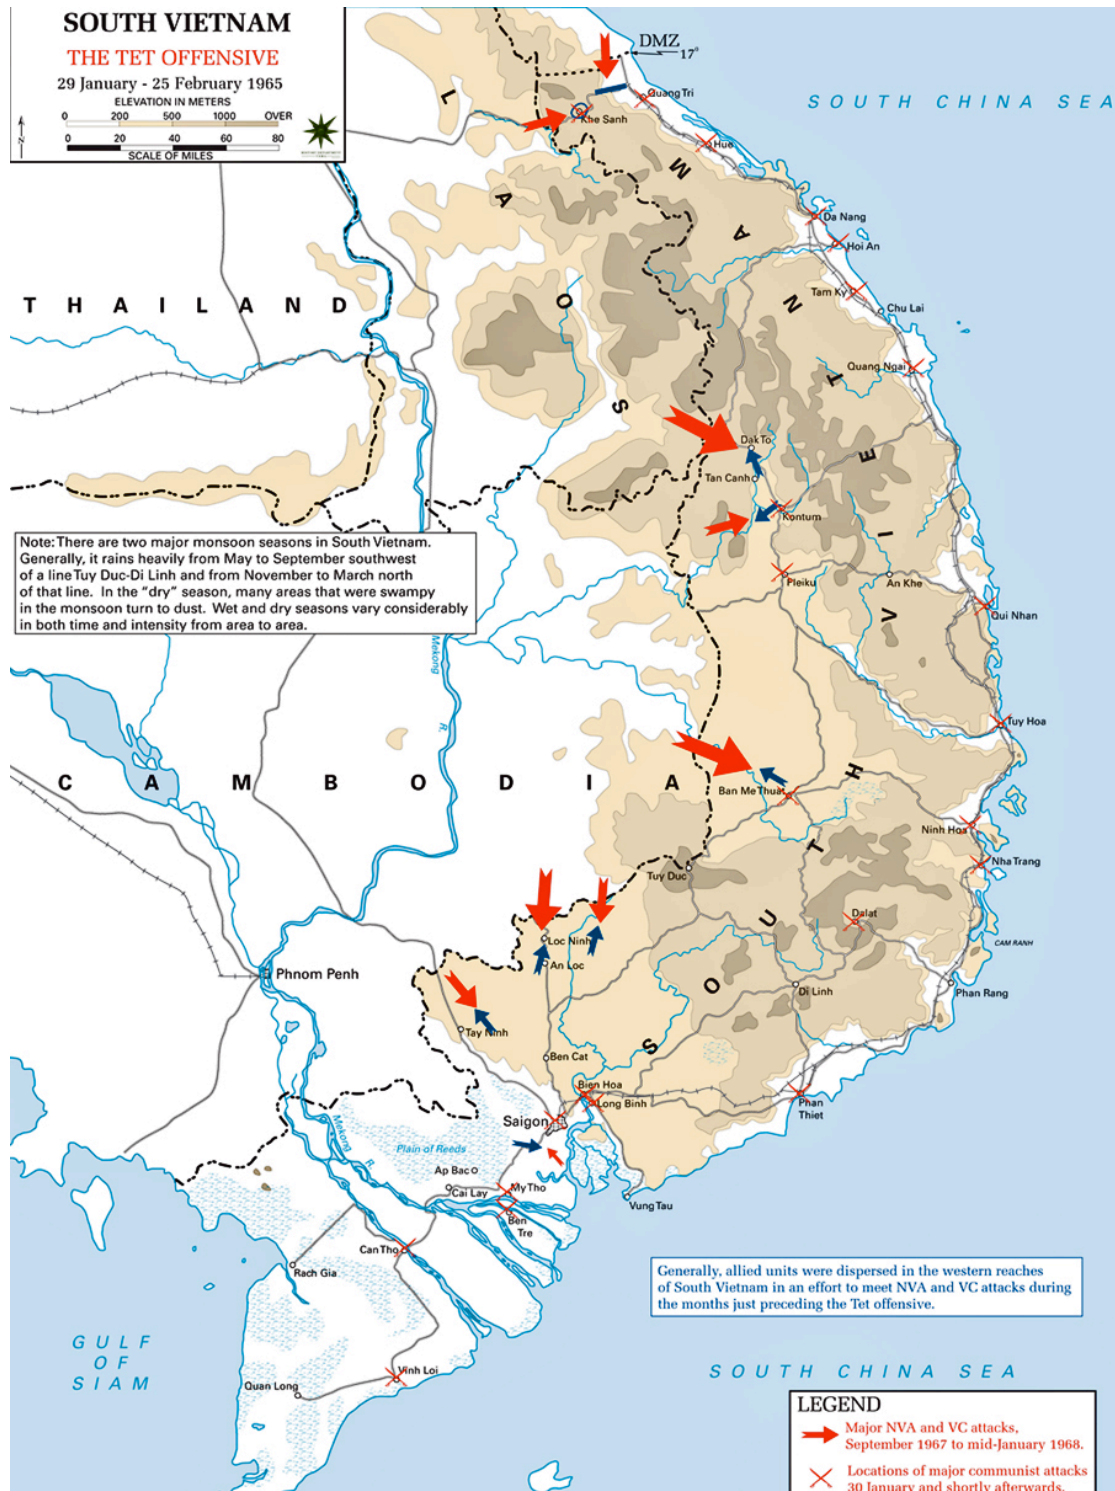 SOUTH VIETNAM
THE TET OFFENSIVE
29 January - 25 February 1965
ELEVATION IN METERS
0 200 500 1000 OVER
0 20 40 60 80
SCALE OF MILES
N
DMZ
17°
SOUTH CHINA SEA
Quang Tri
Khe Sanh
Hue
Da Nang
Hoi An
Tam Ky
Chu Lai
Quang Ngai
LAOS
THAILAND
Dak To
Tan Canh
Kontum
Pleiku
An Khe
Qui Nhan
Note: There are two major monsoon seasons in South Vietnam.
Generally, it rains heavily from May to September southwest
of a line Tuy Duc-Di Linh and from November to March north
of that line. In the “dry” season, many areas that were swampy
in the monsoon turn to dust. Wet and dry seasons vary considerably
in both time and intensity from area to area.
Mekong
R.
Tuy Hoa
CAMBODIA
SOUTH VIETNAM
Ban Me Thuat
Ninh Hoa
Nha Trang
Tuy Duc
Dalat
CAM RANH
Loc Ninh
An Loc
Phnom Penh
Di Linh
Phan Rang
Tay Ninh
Ben Cat
Bien Hoa
Long Binh
Phan
Thiet
Saigon
Mekong
R.
Plain of Reeds
Ap Bac
Cai Lay
My Tho
Ben
Tre
Vung Tau
Can Tho
Rach Gia
Generally, allied units were dispersed in the western reaches
of South Vietnam in an effort to meet NVA and VC attacks during
the months just preceding the Tet offensive.
GULF
OF
SIAM
Vinh Loi
Quan Long
SOUTH CHINA SEA
LEGEND
Major NVA and VC attacks,
September 1967 to mid-January 1968.
Locations of major communist attacks
30 January and shortly afterwards.